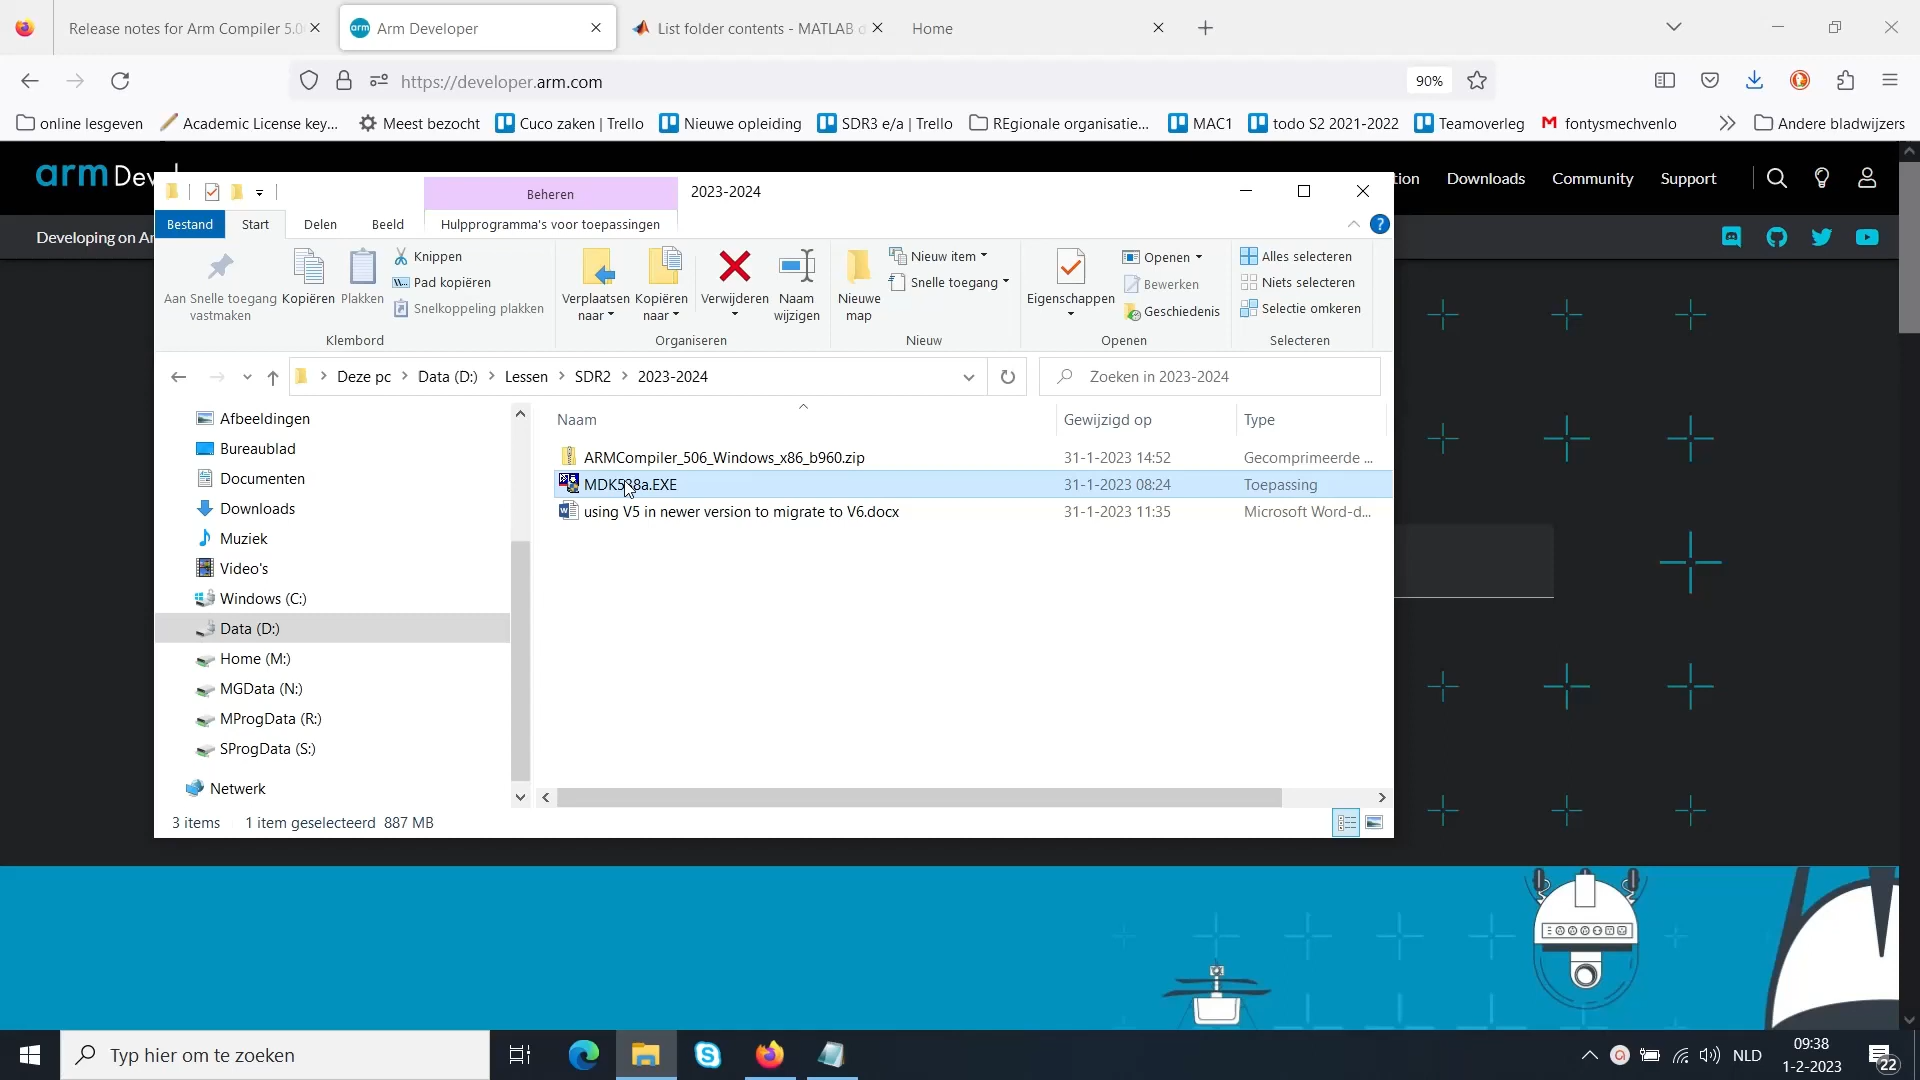 Release notes for Arm Compiler 5.0
Arm Developer
List folder contents - MATLAB
Home
https://developer.arm.com
90%
online lesgeven
Academic License key...
Meest bezocht
Cuco zaken | Trello
Nieuwe opleiding
SDR3 e/a | Trello
REgionale organisatie...
MAC1
todo S2 2021-2022
Teamoverleg
fontysmechvenlo
Andere bladwijzers
arm
Downloads
Community
Support
Beheren
2023-2024
Bestand
Start
Delen
Beeld
Hulpprogramma's voor toepassingen
Developing on
Aan Snelle toegang
vastmaken
Kopiëren
Plakken
Knippen
Pad kopiëren
Snelkoppeling plakken
Klembord
Verplaatsen
naar
Kopiëren
naar
Verwijderen
Naam
wijzigen
Organiseren
Nieuwe
map
Nieuw item
Snelle toegang
Nieuw
Eigenschappen
Openen
Bewerken
Geschiedenis
Openen
Alles selecteren
Niets selecteren
Selectie omkeren
Selecteren
Deze pc > Data (D:) > Lessen > SDR2 > 2023-2024
Zoeken in 2023-2024
Afbeeldingen
Bureaublad
Documenten
Downloads
Muziek
Video's
Windows (C:)
Data (D:)
Home (M:)
MGData (N:)
MProgData (R:)
SProgData (S:)
Netwerk
Naam Gewijzigd op Type
ARMCompiler_506_Windows_x86_b960.zip 31-1-2023 14:52 Gecomprimeerde ...
MDK538a.EXE 31-1-2023 08:24 Toepassing
using V5 in newer version to migrate to V6.docx 31-1-2023 11:35 Microsoft Word-d...
3 items 1 item geselecteerd 887 MB
Typ hier om te zoeken
NLD
09:38
1-2-2023
22